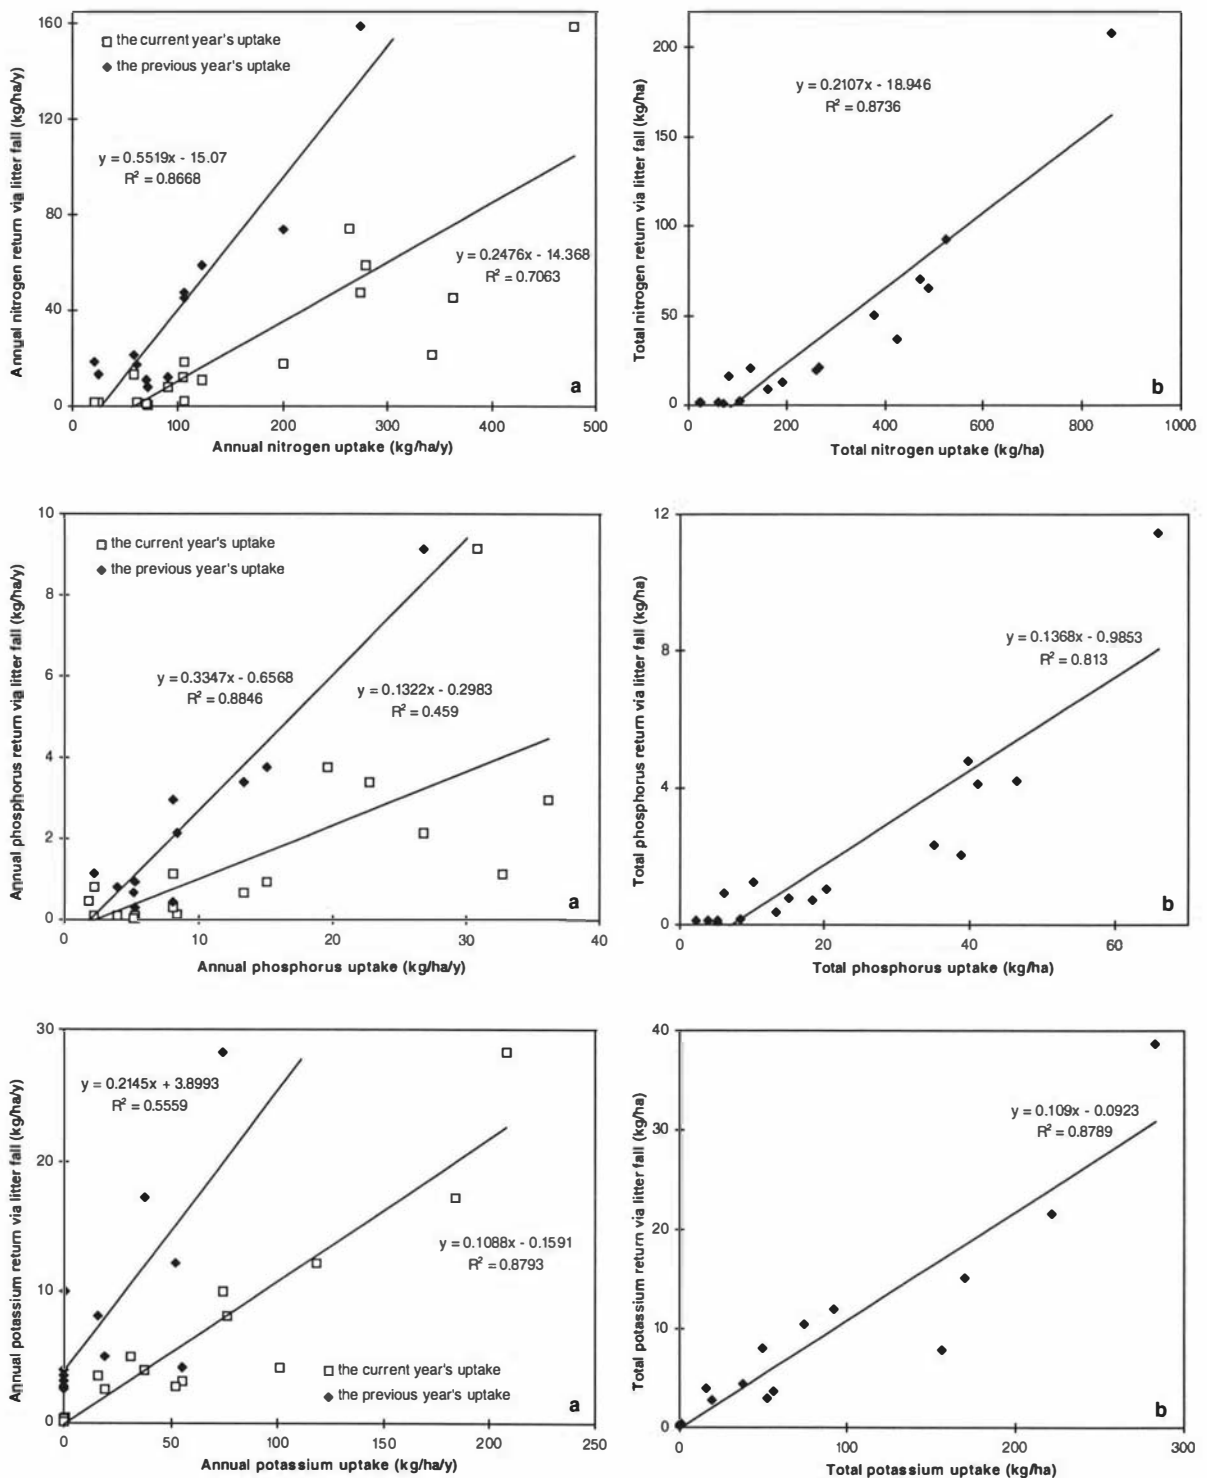 Annual nitrogen return via litter fall (kg/ha/y)
160
120
80
40
0
the current year's uptake
the previous year's uptake
y = 0.5519x - 15.07
R² = 0.8668
y = 0.2476x - 14.368
R² = 0.7063
a
0 100 200 300 400 500
Annual nitrogen uptake (kg/ha/y)
Total nitrogen return via litter fall (kg/ha)
200
150
100
50
0
y = 0.2107x - 18.946
R² = 0.8736
b
0 200 400 600 800 1000
Total nitrogen uptake (kg/ha)
Annual phosphorus return via litter fall (kg/ha/y)
10
8
6
4
2
0
the current year's uptake
the previous year's uptake
y = 0.3347x - 0.6568
R² = 0.8846
y = 0.1322x - 0.2983
R² = 0.459
a
0 10 20 30 40
Annual phosphorus uptake (kg/ha/y)
Total phosphorus return via litter fall (kg/ha)
12
8
4
0
y = 0.1368x - 0.9853
R² = 0.813
b
0 20 40 60
Total phosphorus uptake (kg/ha)
Annual potassium return via litter fall (kg/ha/y)
30
20
10
0
y = 0.2145x + 3.8993
R² = 0.5559
y = 0.1088x - 0.1591
R² = 0.8793
the current year's uptake
the previous year's uptake
a
0 50 100 150 200 250
Annual potassium uptake (kg/ha/y)
Total potassium return via litter fall (kg/ha)
40
30
20
10
0
y = 0.109x - 0.0923
R² = 0.8789
b
0 100 200 300
Total potassium uptake (kg/ha)